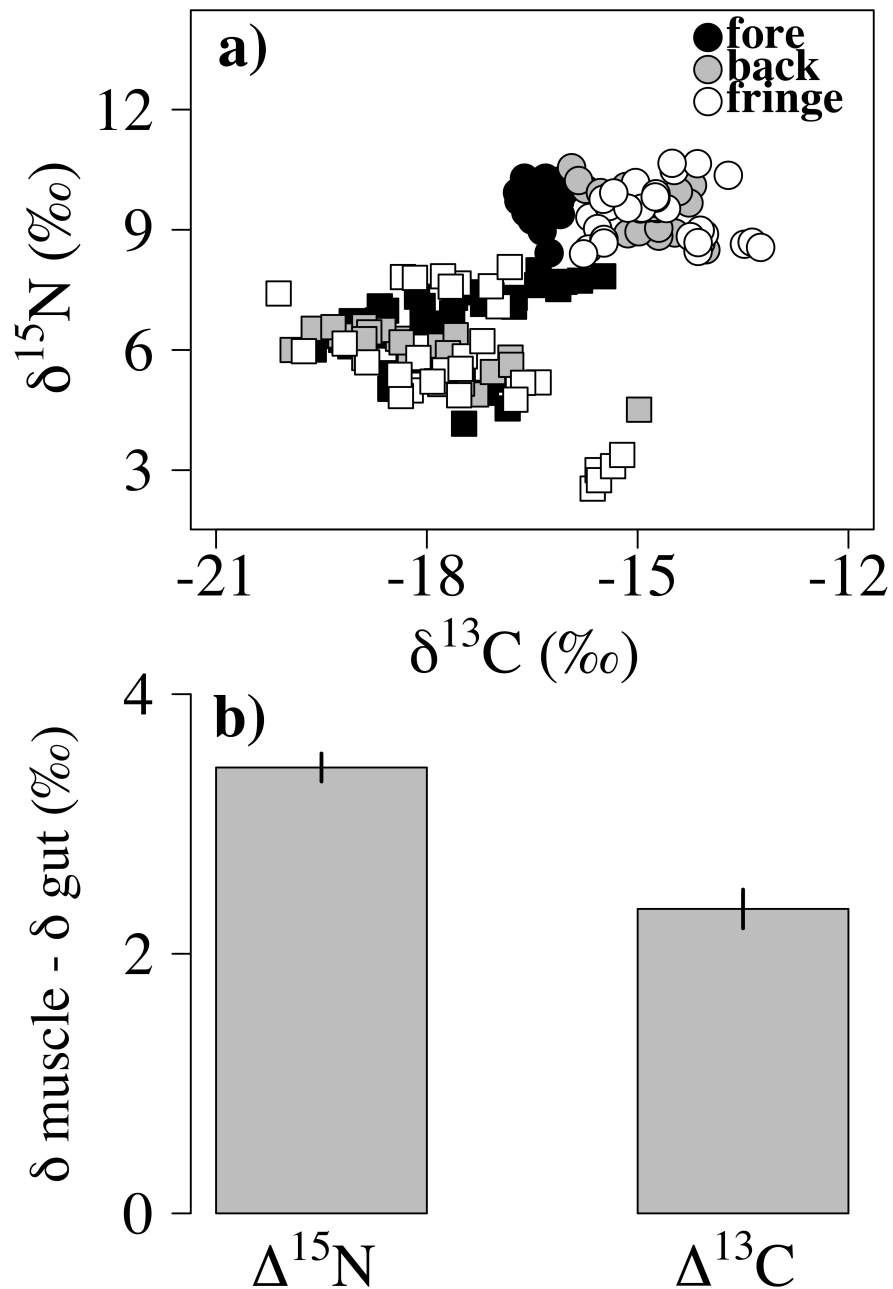 a)
fore
back
fringe
12
9
6
3
δ¹⁵N (‰)
-21 -18 -15 -12
δ¹³C (‰)
b)
4
2
0
δ muscle - δ gut (‰)
Δ¹⁵N Δ¹³C